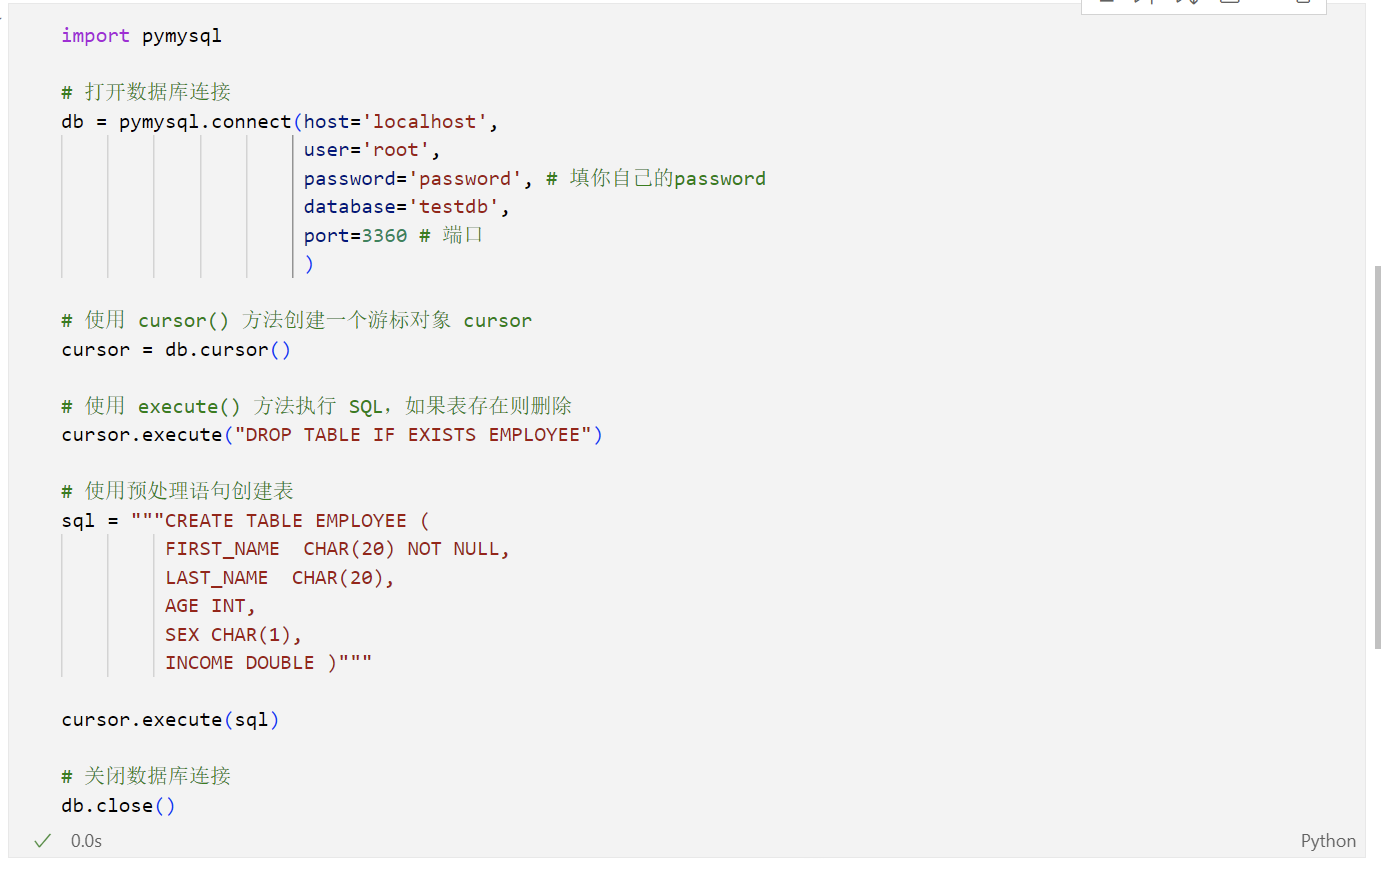 import pymysql
# 打开数据库连接
db = pymysql.connect(host='localhost',
user='root',
password='password', # 填你自己的password
database='testdb',
port=3360 # 端口
)
# 使用 cursor() 方法创建一个游标对象 cursor
cursor = db.cursor()
# 使用 execute() 方法执行 SQL，如果表存在则删除
cursor.execute("DROP TABLE IF EXISTS EMPLOYEE")
# 使用预处理语句创建表
sql = """CREATE TABLE EMPLOYEE (
FIRST_NAME  CHAR(20) NOT NULL,
LAST_NAME  CHAR(20),
AGE INT,
SEX CHAR(1),
INCOME DOUBLE )"""
cursor.execute(sql)
# 关闭数据库连接
db.close()
0.0s
Python